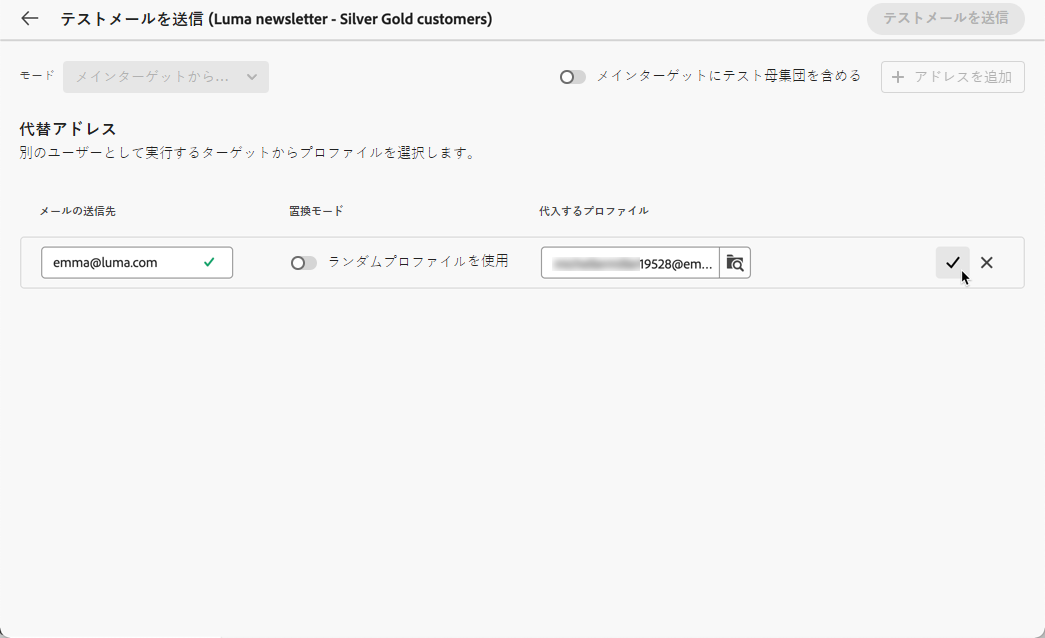 テストメールを送信 (Luma newsletter - Silver Gold customers)
テストメールを送信
モード メインターゲットから... メインターゲットにテスト母集団を含める アドレスを追加
代替アドレス
別のユーザーとして実行するターゲットからプロファイルを選択します。
メールの送信先 置換モード 代入するプロファイル
emma@luma.com ランダムプロファイルを使用 19528@em...